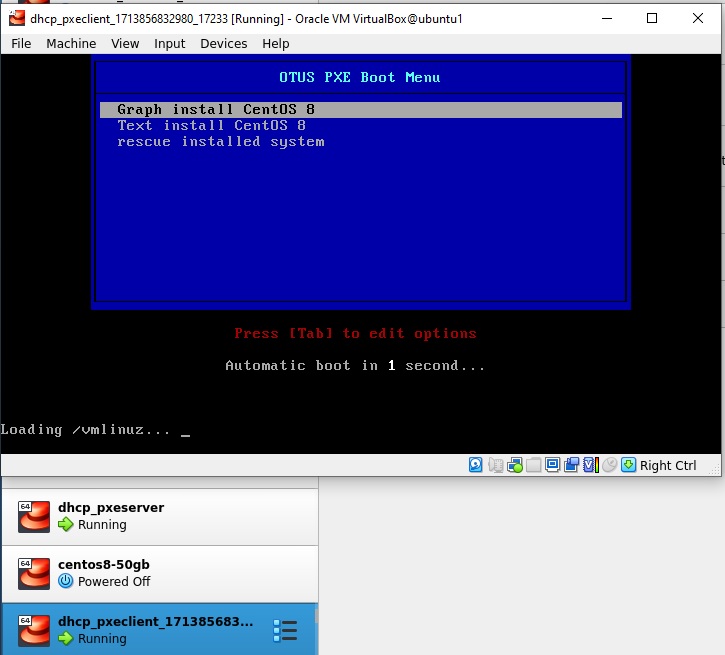 dhcp_pxeclient_1713856832980_17233 [Running] - Oracle VM VirtualBox@ubuntu1
File Machine View Input Devices Help
OTUS PXE Boot Menu
Graph install CentOS 8
Text install CentOS 8
rescue installed system
Press [Tab] to edit options
Automatic boot in 1 second...
Loading /vmlinuz... _
Right Ctrl
64
dhcp_pxeserver
Running
64
centos8-50gb
Powered Off
64
dhcp_pxeclient_171385683...
Running